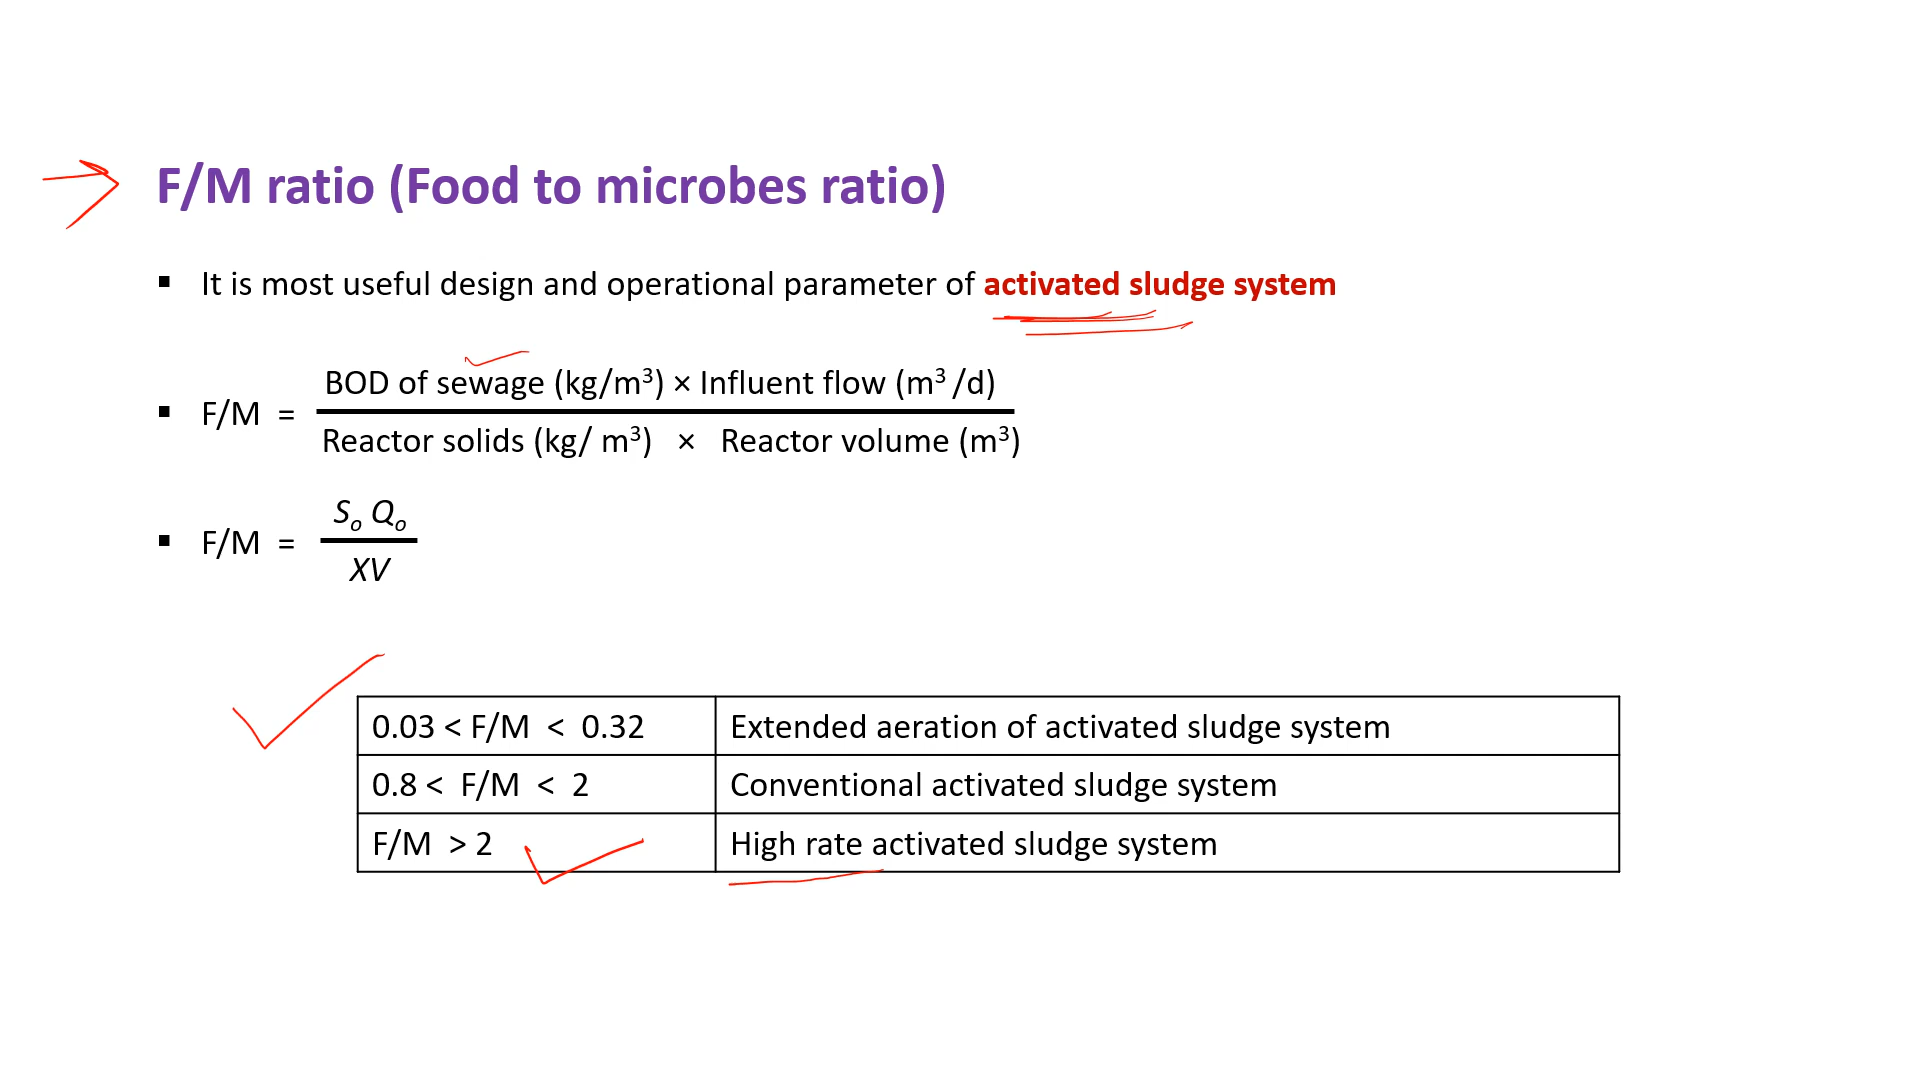 F/M ratio (Food to microbes ratio)
▪ It is most useful design and operational parameter of activated sludge system
BOD of sewage (kg/m³) × Influent flow (m³ /d)
▪ F/M =
Reactor solids (kg/ m³) × Reactor volume (m³)
Sₒ Qₒ
▪ F/M =
XV
0.03 < F/M < 0.32 Extended aeration of activated sludge system
0.8 < F/M < 2 Conventional activated sludge system
F/M > 2 High rate activated sludge system